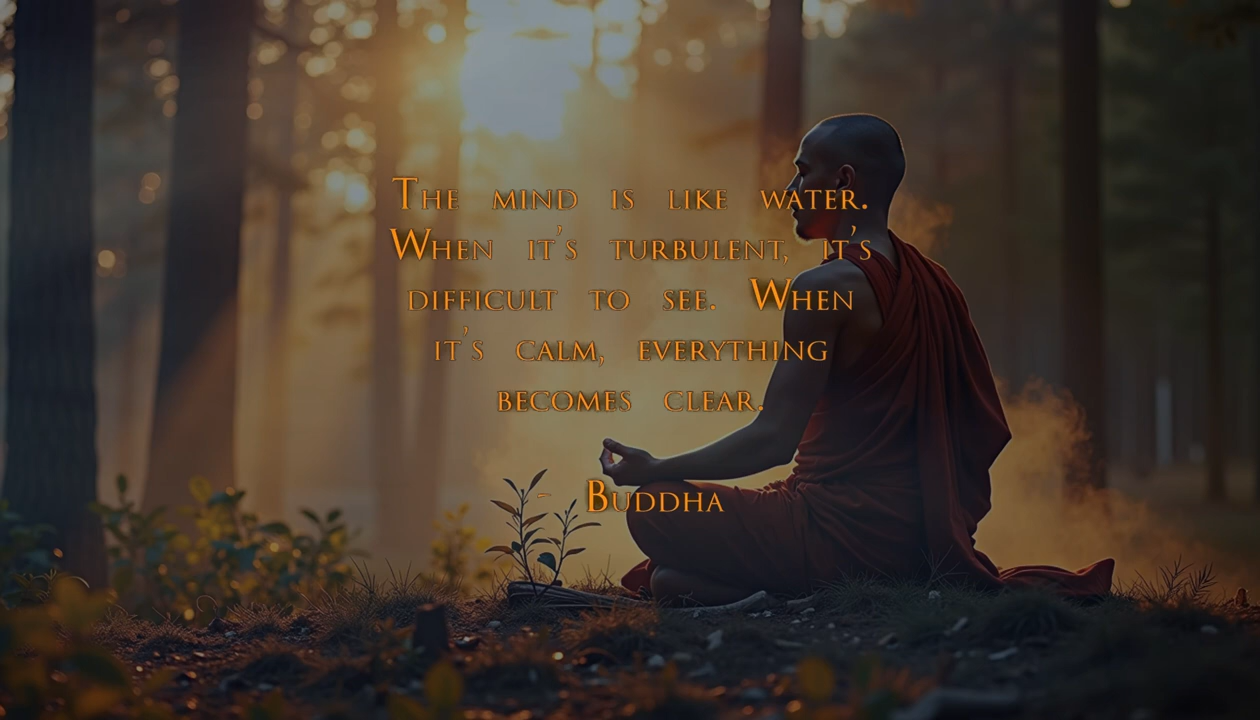 The mind is like water.
When it's turbulent, it's
difficult to see. When
it's calm, everything
becomes clear.
- Buddha